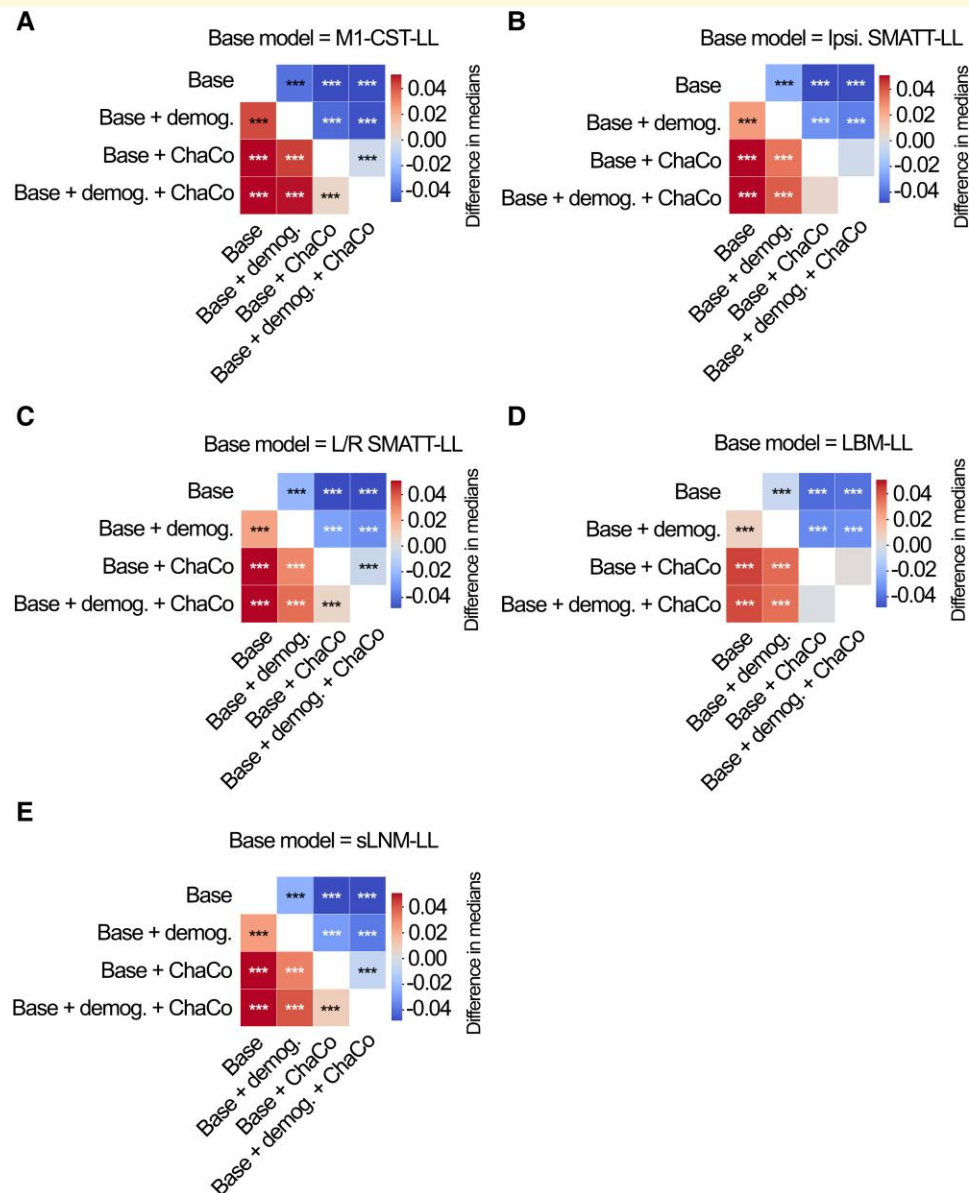 A
Base model = M1-CST-LL
Base
*** *** ***
Base + demog.
*** *** ***
Base + ChaCo
*** *** ***
Base + demog. + ChaCo
*** *** ***
0.04
0.02
0.00
-0.02
-0.04
Difference in medians
Base
Base + demog.
Base + ChaCo
Base + demog. + ChaCo
B
Base model = Ipsi. SMATT-LL
Base
*** *** ***
Base + demog.
*** *** ***
Base + ChaCo
*** ***
Base + demog. + ChaCo
*** ***
0.04
0.02
0.00
-0.02
-0.04
Difference in medians
Base
Base + demog.
Base + ChaCo
Base + demog. + ChaCo
C
Base model = L/R SMATT-LL
Base
*** *** ***
Base + demog.
*** *** ***
Base + ChaCo
*** *** ***
Base + demog. + ChaCo
*** *** ***
0.04
0.02
0.00
-0.02
-0.04
Difference in medians
Base
Base + demog.
Base + ChaCo
Base + demog. + ChaCo
D
Base model = LBM-LL
Base
*** *** ***
Base + demog.
*** *** ***
Base + ChaCo
*** ***
Base + demog. + ChaCo
*** ***
0.04
0.02
0.00
-0.02
-0.04
Difference in medians
Base
Base + demog.
Base + ChaCo
Base + demog. + ChaCo
E
Base model = sLNM-LL
Base
*** *** ***
Base + demog.
*** *** ***
Base + ChaCo
*** *** ***
Base + demog. + ChaCo
*** *** ***
0.04
0.02
0.00
-0.02
-0.04
Difference in medians
Base
Base + demog.
Base + ChaCo
Base + demog. + ChaCo